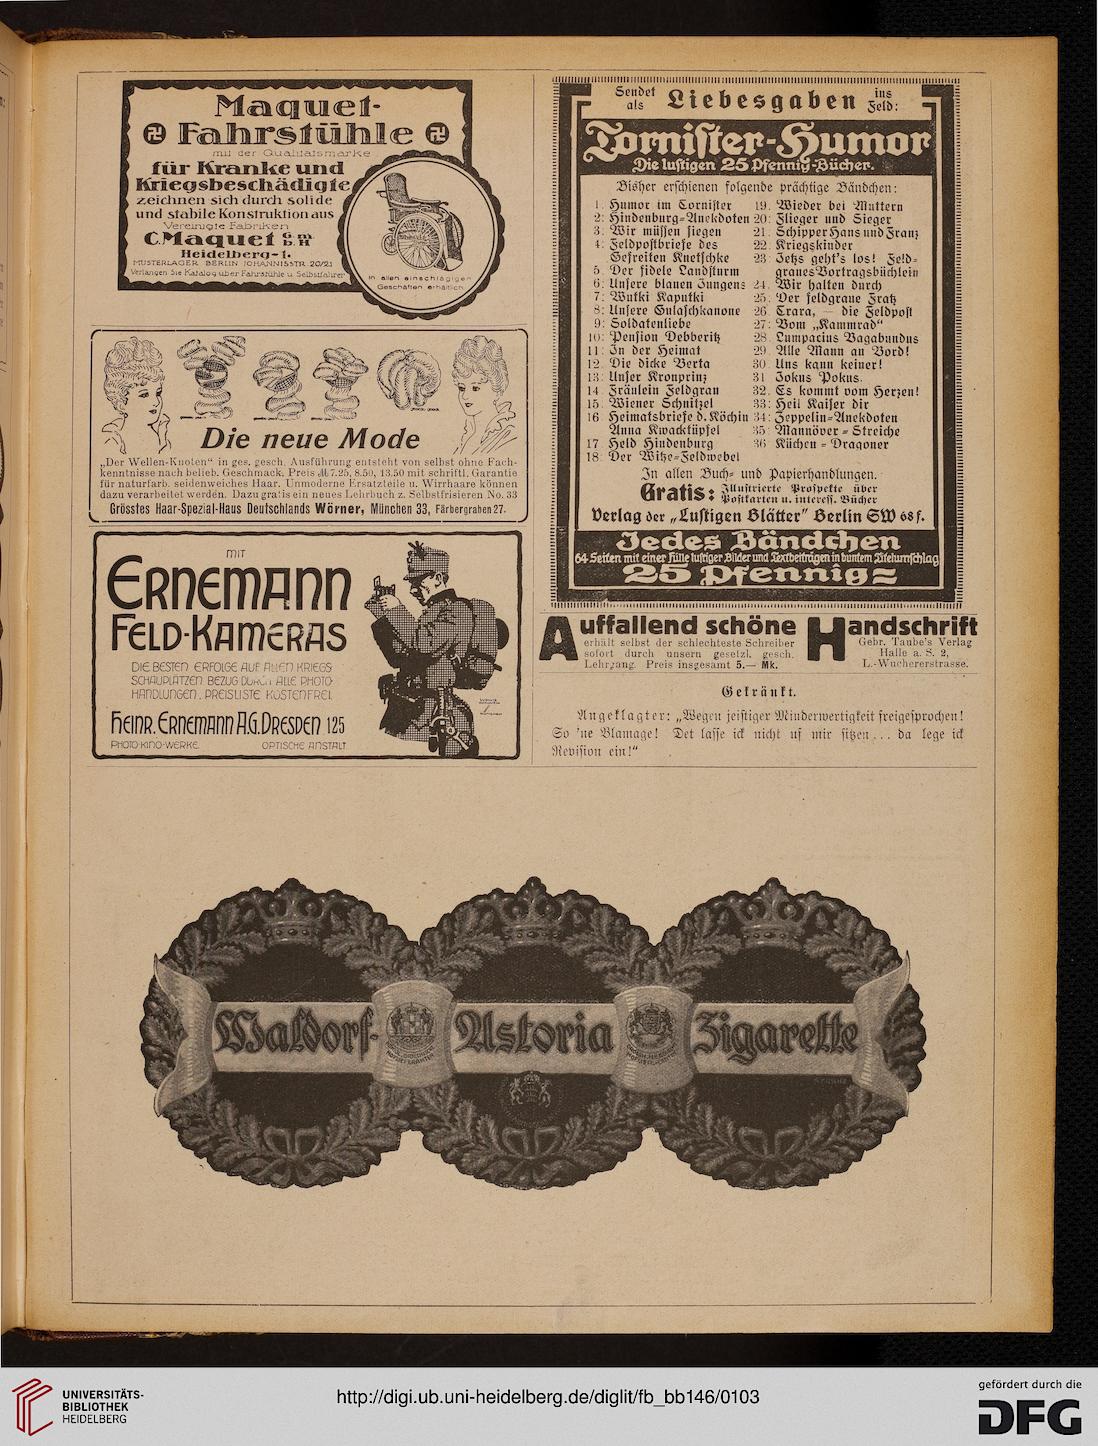 Maquet-
Fahrstühle
mit der Qualitätsmarke
für Kranke und
Kriegsbeschädigte
zeichnen sich durch solide
und stabile Konstruktion aus
Vereinigte Fabriken
C. Maquet G.m.b.H
Heidelberg-1.
MUSTERLAGER BERLIN JOHANNISSTR. 20/21
Verlangen Sie Katalog über Fahrstühle u. Selbstfahrer
In allen einschlägigen
Geschäften erhältlich.
Die neue Mode
„Der Wellen-Knoten“ in ges. gesch. Ausführung entsteht von selbst ohne Fach-
kenntnisse nach belieb. Geschmack. Preis ℳ 7.25, 8.50, 13.50 mit schriftl. Garantie
für naturfarb. seidenweiches Haar. Unmoderne Ersatzteile u. Wirrhaare können
dazu verarbeitet werden. Dazu gratis ein neues Lehrbuch z. Selbstfrisieren No. 33
Grösstes Haar-Spezial-Haus Deutschlands Wörner, München 33, Färbergraben 27.
MIT
ERNEMANN
FELD-KAMERAS
DIE BESTEN ERFOLGE AUF ALLEN KRIEGS-
SCHAUPLÄTZEN. BEZUG DURCH ALLE PHOTO-
HANDLUNGEN. PREISLISTE KOSTENFREI.
HEINR. ERNEMANN A.G. DRESDEN 125
PHOTO-KINO-WERKE. OPTISCHE ANSTALT
Sendet als Liebesgaben ins Feld:
Tornister-Humor
Die lustigen 25 Pfennig-Bücher.
Bisher erschienen folgende prächtige Bändchen:
1. Humor im Tornister
2. Hindenburg-Anekdoten
3. Wir müssen siegen
4. Feldpostbriefe des
Gefreiten Knetschke
5. Der fidele Landsturm
6. Unsere blauen Jungens
7. Wutki Kaputki
8. Unsere Gulaschkanone
9. Soldatenliebe
10. Pension Debberitz
11. In der Heimat
12. Die dicke Berta
13. Unser Kronprinz
14. Fräulein Feldgrau
15. Wiener Schnitzel
16. Heimatsbriefe d. Köchin
Anna Kwacktüpfel
17. Held Hindenburg
18. Der Witze-Feldwebel
19. Wieder bei Muttern
20. Flieger und Sieger
21. Schipper Hans und Franz
22. Kriegskinder
23. Jetzt geht's los! Feld-
graues Vortragsbüchlein
24. Wir halten durch
25. Der feldgraue Fratz
26. Trara, — die Feldpost
27. Vom „Kammrad“
28. Lumpacius Vagabundus
29. Alle Mann an Bord!
30. Uns kann keiner!
31. Jokus Pokus.
32. Es kommt vom Herzen!
33. Heil Kaiser dir
34. Zeppelin-Anekdoten
35. Mannöver-Streiche
36. Küchen-Dragoner
In allen Buch- und Papierhandlungen.
Gratis: Illustrierte Prospekte über
Postkarten u. interess. Bücher
Verlag der „Lustigen Blätter“ Berlin SW 68 f.
Jedes Bändchen
64 Seiten mit einer Fülle lustiger Bilder und Textbeiträgen in buntem Titelumschlag
25 Pfennig
Auffallend schöne Handschrift
erhält selbst der schlechteste Schreiber
sofort durch unsern gesetzl. gesch.
Lehrgang. Preis insgesamt 5.— Mk.
Gebr. Taube's Verlag
Halle a. S. 2,
L.-Wuchererstrasse.
Gekränkt.
Angeklagter: „Wegen jeistiger Minderwertigkeit freigesprochen!
So 'ne Blamage! Det lasse ick nicht uf mir sitzen... da lege ick
Revision ein!“
Waldorf- Astoria Zigarette
UNIVERSITÄTS-
BIBLIOTHEK
HEIDELBERG
http://digi.ub.uni-heidelberg.de/diglit/fb_bb146/0103
gefördert durch die
DFG